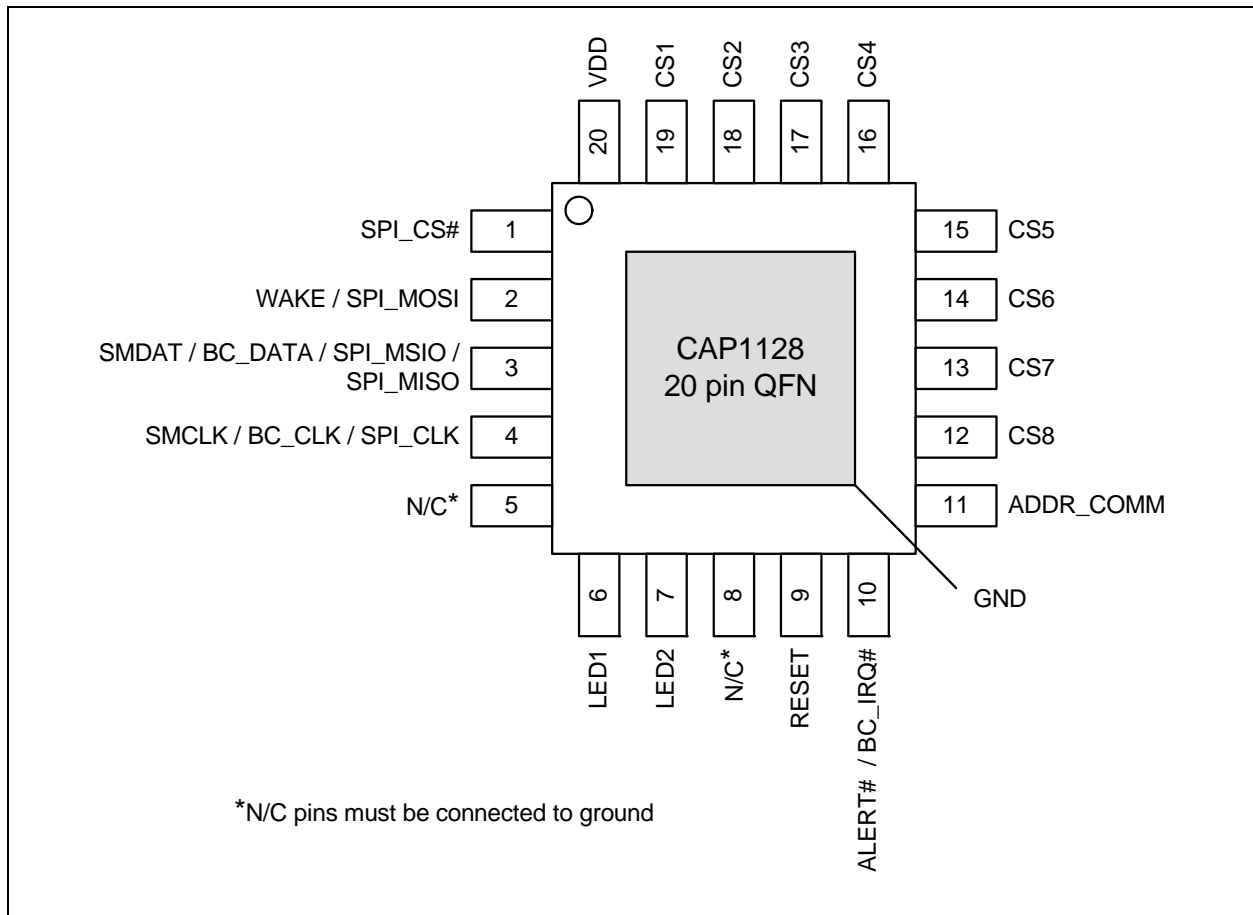 VDD
CS1
CS2
CS3
CS4
20
19
18
17
16
SPI_CS#
1
15
CS5
WAKE / SPI_MOSI
2
14
CS6
SMDAT / BC_DATA / SPI_MSIO /
SPI_MISO
3
CAP1128
20 pin QFN
13
CS7
SMCLK / BC_CLK / SPI_CLK
4
12
CS8
N/C*
5
11
ADDR_COMM
GND
6
7
8
9
10
LED1
LED2
N/C*
RESET
ALERT# / BC_IRQ#
*N/C pins must be connected to ground